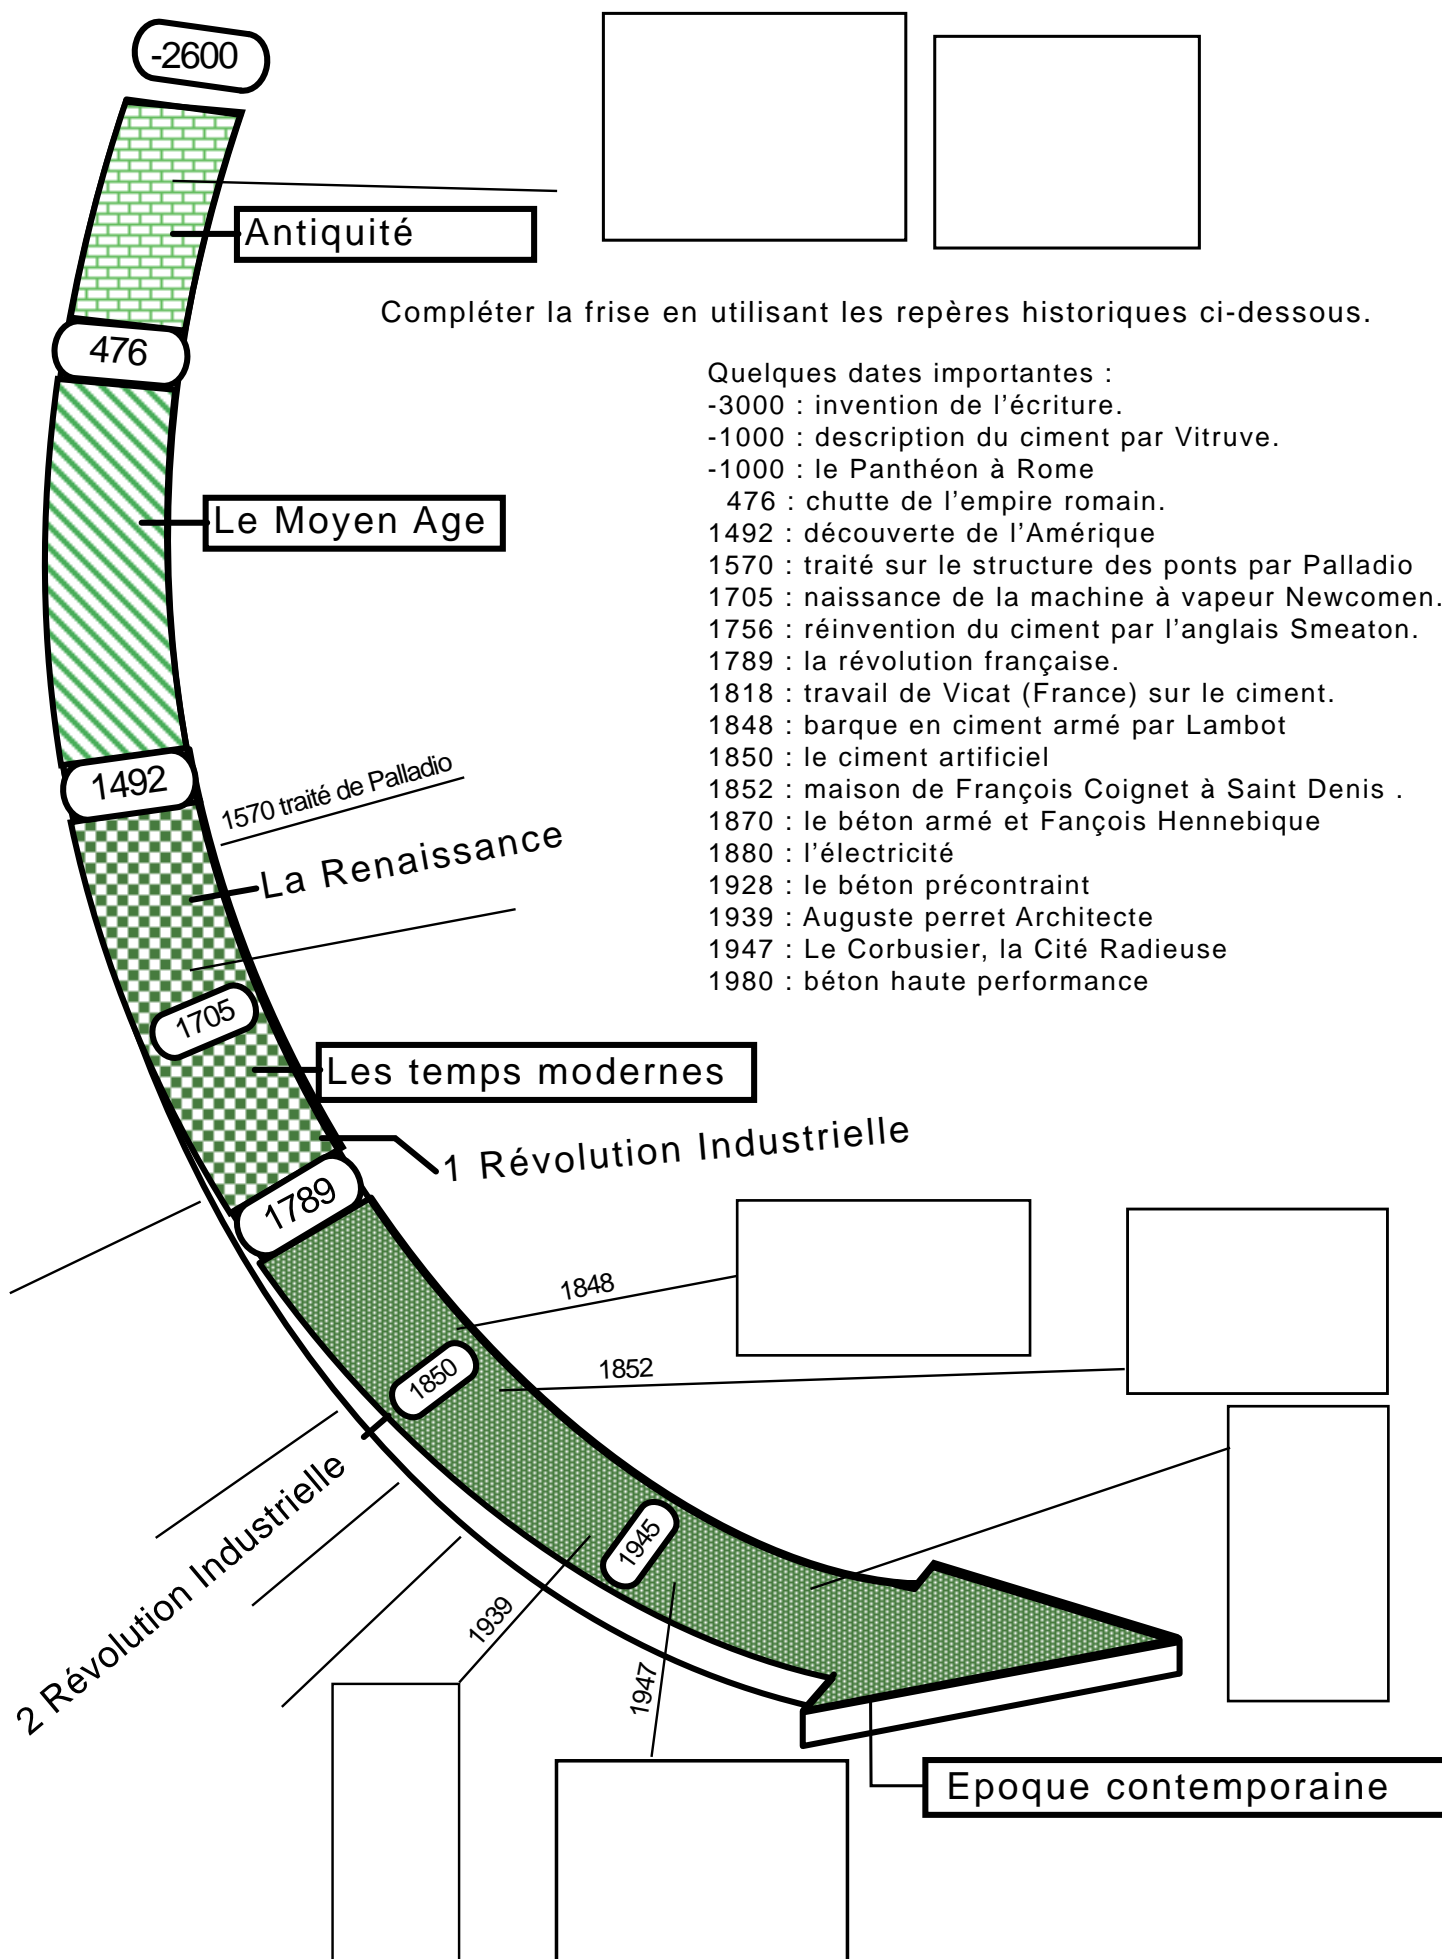 -2600
Antiquité
Compléter la frise en utilisant les repères historiques ci-dessous.
476
Quelques dates importantes :
-3000 : invention de l’écriture.
-1000 : description du ciment par Vitruve.
-1000 : le Panthéon à Rome
476 : chutte de l’empire romain.
1492 : découverte de l’Amérique
1570 : traité sur le structure des ponts par Palladio
1705 : naissance de la machine à vapeur Newcomen.
1756 : réinvention du ciment par l’anglais Smeaton.
1789 : la révolution française.
1818 : travail de Vicat (France) sur le ciment.
1848 : barque en ciment armé par Lambot
1850 : le ciment artificiel
1852 : maison de François Coignet à Saint Denis .
1870 : le béton armé et Fançois Hennebique
1880 : l’électricité
1928 : le béton précontraint
1939 : Auguste perret Architecte
1947 : Le Corbusier, la Cité Radieuse
1980 : béton haute performance
Le Moyen Age
1492
1570 traité de Palladio
La Renaissance
1705
Les temps modernes
1 Révolution Industrielle
1789
1848
1852
1850
2 Révolution Industrielle
1945
1939
1947
Epoque contemporaine